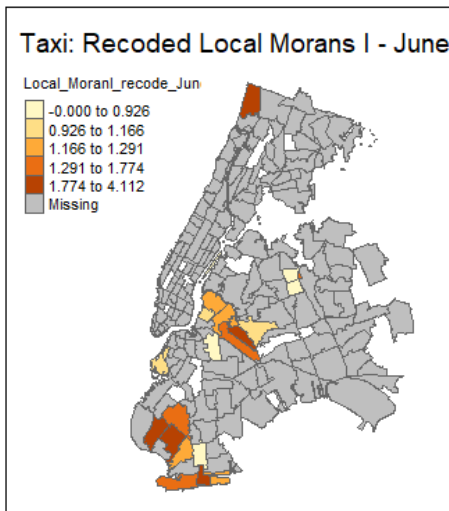 Taxi: Recoded Local Morans I - June
Local_MoranI_recode_June
-0.000 to 0.926
0.926 to 1.166
1.166 to 1.291
1.291 to 1.774
1.774 to 4.112
Missing